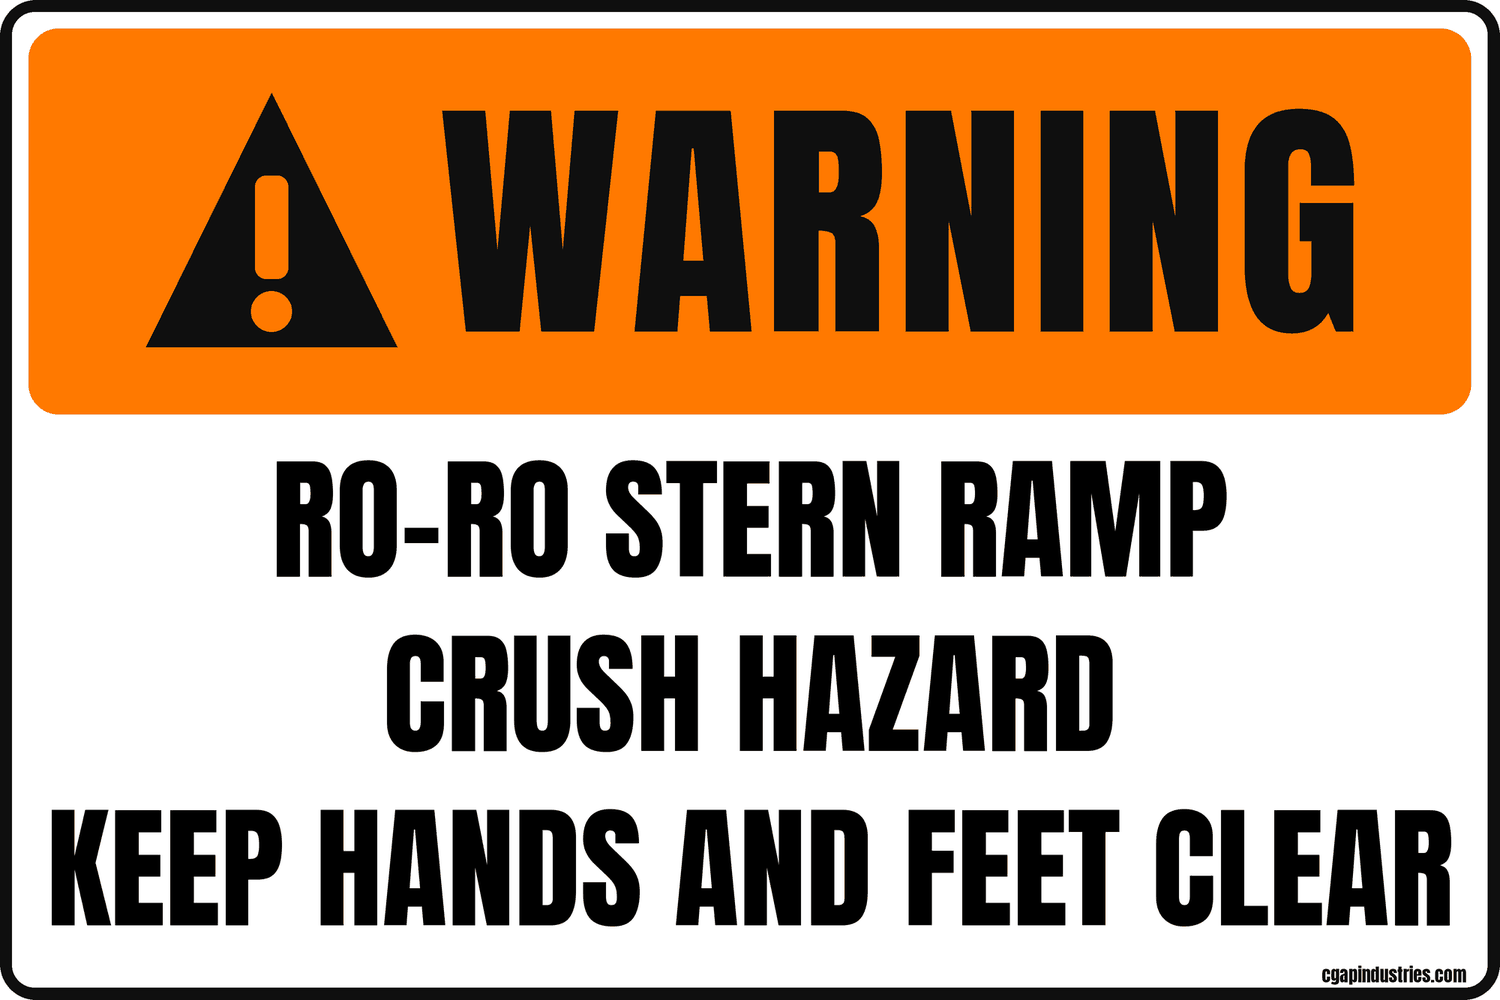 WARNING
RO-RO STERN RAMP
CRUSH HAZARD
KEEP HANDS AND FEET CLEAR
cgapindustries.com